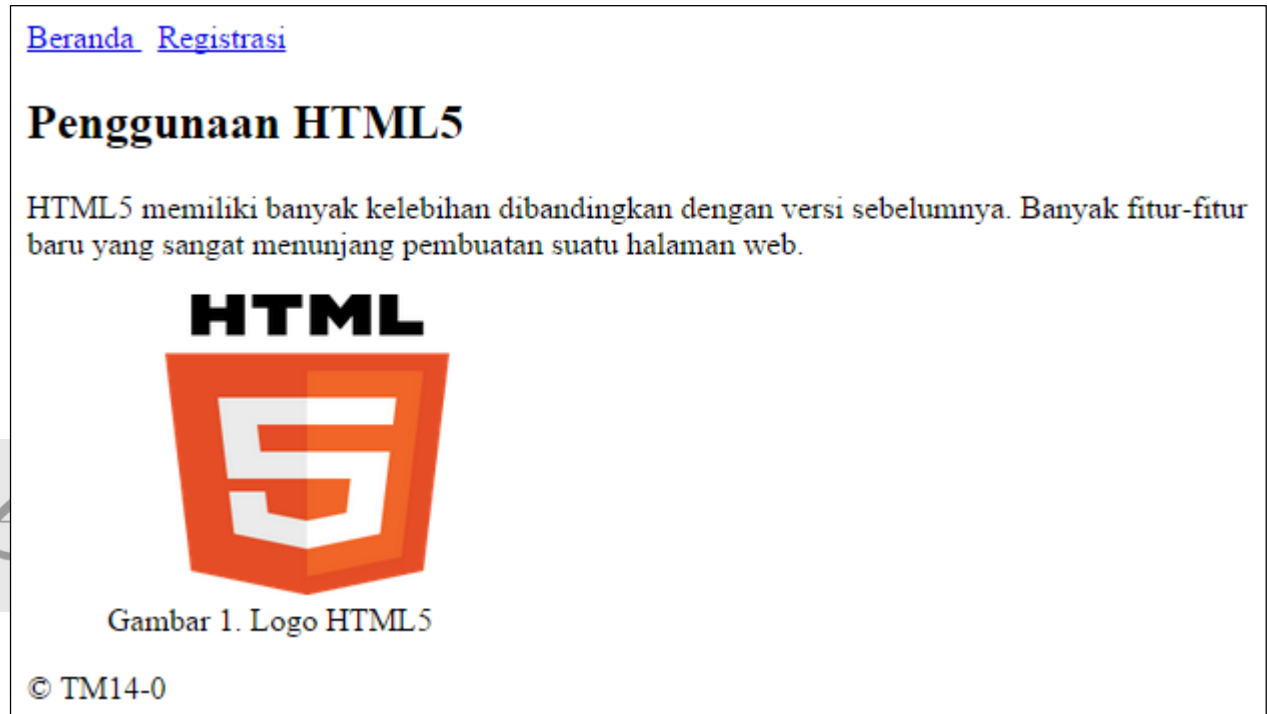 Beranda  Registrasi
Penggunaan HTML5
HTML5 memiliki banyak kelebihan dibandingkan dengan versi sebelumnya. Banyak fitur-fitur
baru yang sangat menunjang pembuatan suatu halaman web.
HTML
5
Gambar 1. Logo HTML5
© TM14-0